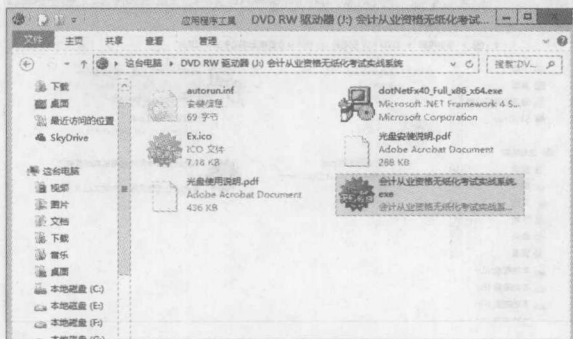 应用程序工具 DVD RW 驱动器 (J:) 会计从业资格无纸化考试...
文件 主页 共享 查看 管理
这台电脑 DVD RW 驱动器 (J:) 会计从业资格无纸化考试实战系统 搜索"DV...
下载
桌面
最近访问的位置
SkyDrive
这台电脑
视频
图片
文档
下载
音乐
桌面
本地磁盘 (C:)
本地磁盘 (E:)
本地磁盘 (F:)
autorun.inf
安装信息
69 字节
Ex.ico
ICO 文件
7.18 KB
光盘使用说明.pdf
Adobe Acrobat Document
436 KB
dotNetFx40_Full_x86_x64.exe
Microsoft .NET Framework 4 S...
Microsoft Corporation
光盘安装说明.pdf
Adobe Acrobat Document
288 KB
会计从业资格无纸化考试实战系统.
exe
会计从业资格无纸化考试实战系...